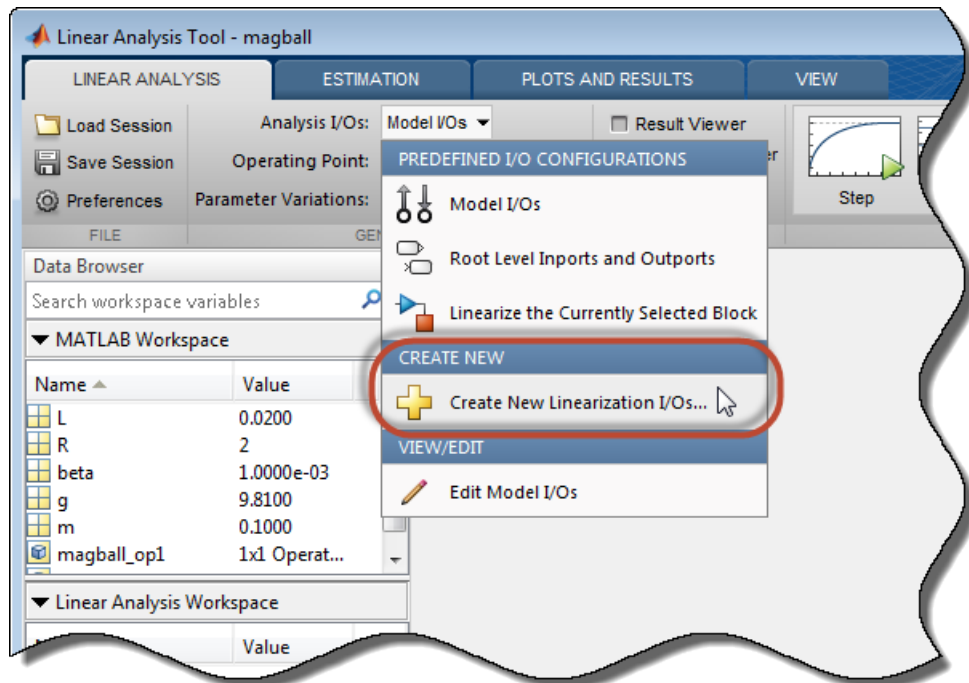 Linear Analysis Tool - magball
LINEAR ANALYSIS ESTIMATION PLOTS AND RESULTS VIEW
Load Session Analysis I/Os: Model I/Os Result Viewer
Save Session Operating Point:
Preferences Parameter Variations: Step
FILE
PREDEFINED I/O CONFIGURATIONS
Model I/Os
Root Level Inports and Outports
Linearize the Currently Selected Block
CREATE NEW
Create New Linearization I/Os...
VIEW/EDIT
Edit Model I/Os
Data Browser
Search workspace variables
MATLAB Workspace
Name Value
L 0.0200
R 2
beta 1.0000e-03
g 9.8100
m 0.1000
magball_op1 1x1 Operat...
Linear Analysis Workspace
Value